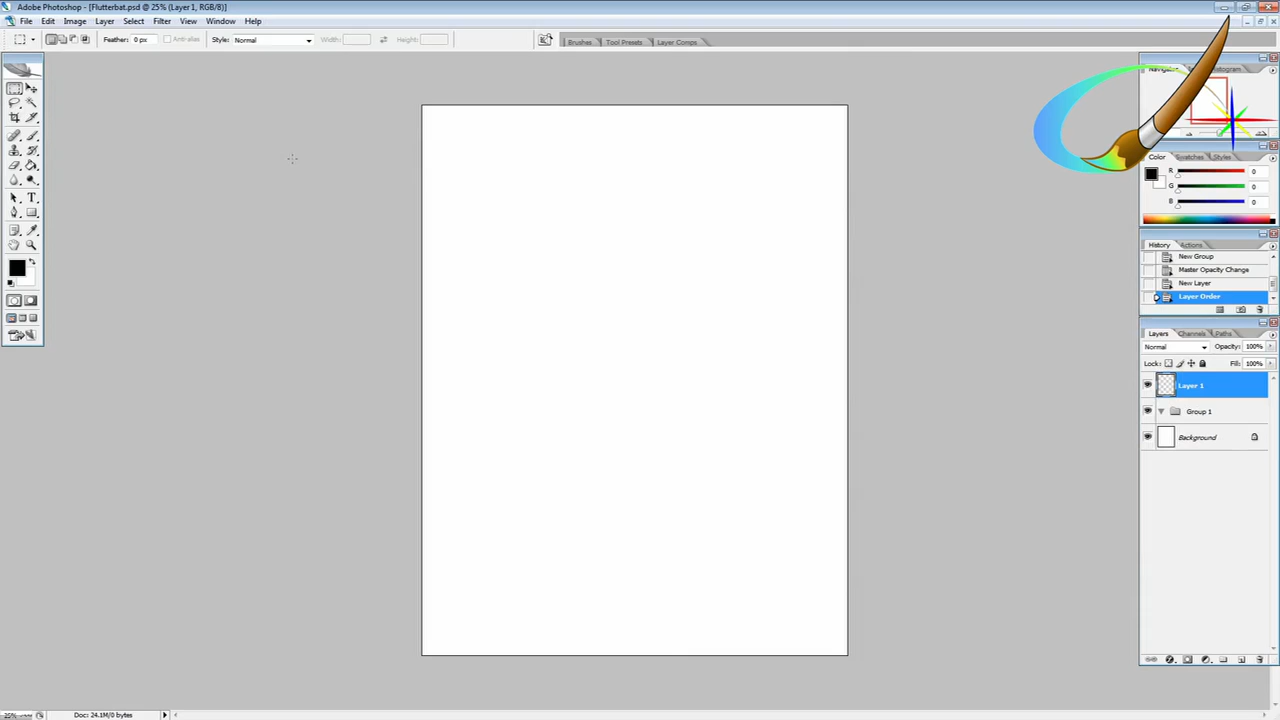 Adobe Photoshop - [Flutterbat.psd @ 25% (Layer 1, RGB/8)]
File Edit Image Layer Select Filter View Window Help
Feather: 0 px Anti-alias Style: Normal Width: Height: Brushes Tool Presets Layer Comps
Color Swatches Styles
R 0
G 0
B 0
History Actions
New Group
Master Opacity Change
New Layer
Layer Order
Layers Channels Paths
Normal Opacity: 100%
Lock: Fill: 100%
Layer 1
Group 1
Background
25% Doc: 24.1M/0 bytes